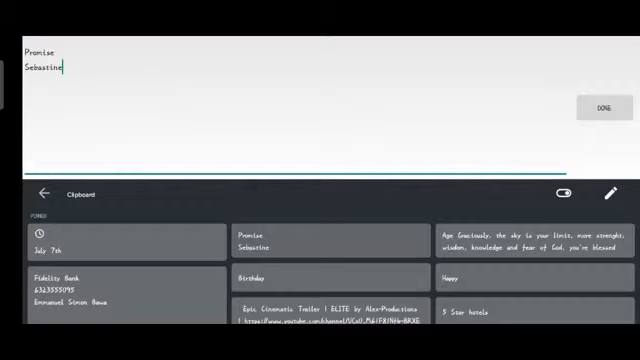 Promise
Sebastine
DONE
Clipboard
PINNED
July 7th
Promise
Sebastine
Age Graciously, the sky is your limit, more strenght,
wisdom, knowledge and fear of God, you're blessed
Fidelity Bank
6323555095
Emmanuel Simon Bawa
Birthday
Happy
Epic Cinematic Trailer | ELITE by Alex-Productions
5 Star hotels